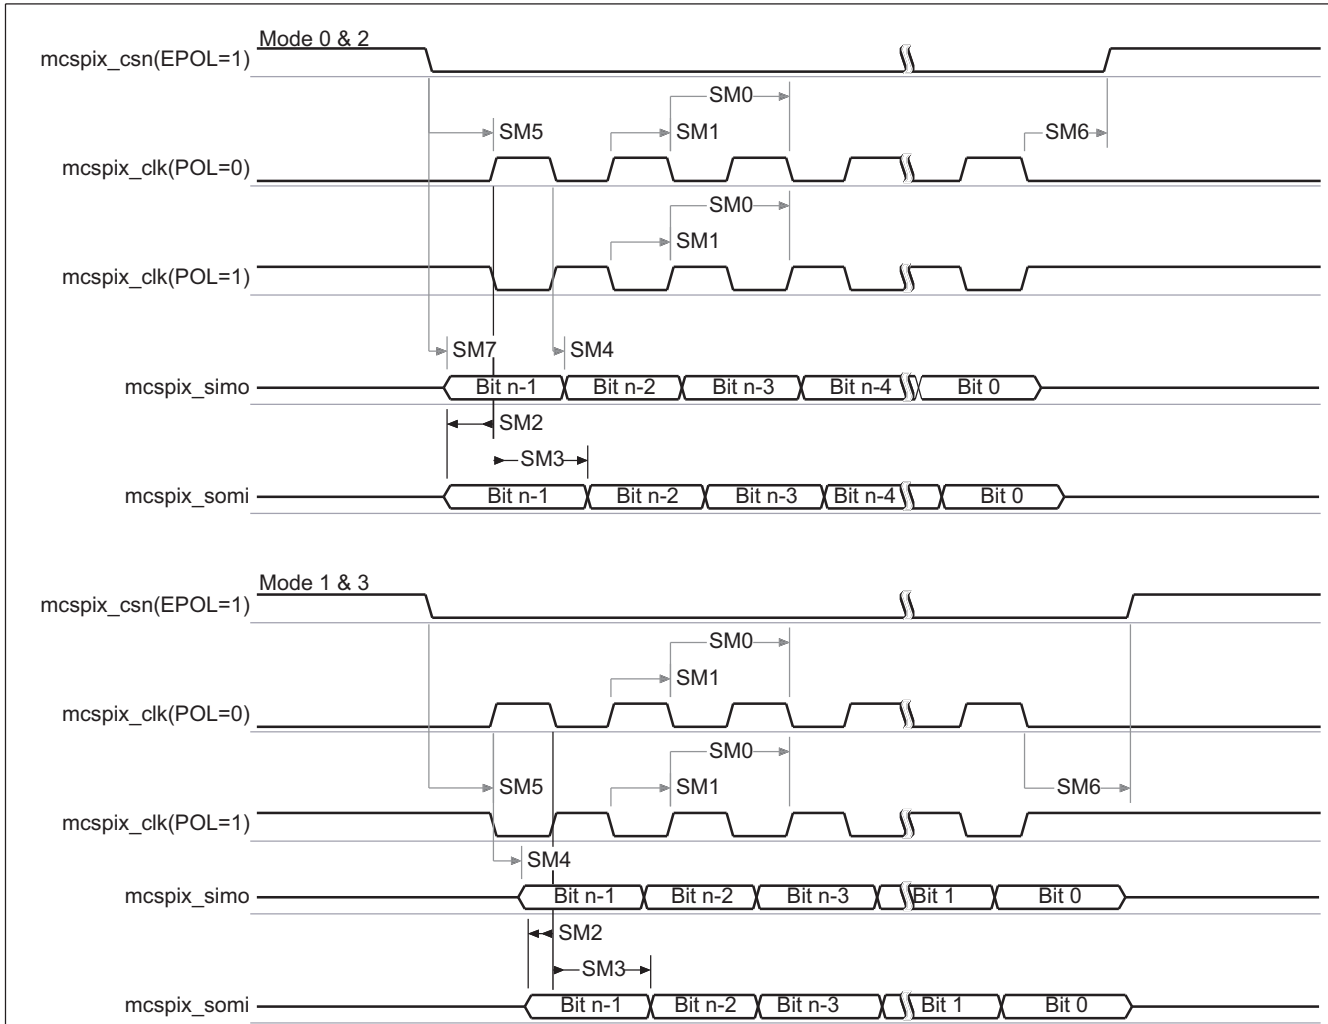 Mode 0 & 2
mcspix_csn(EPOL=1)
SM0
SM5 SM1 SM6
mcspix_clk(POL=0)
SM0
SM1
mcspix_clk(POL=1)
SM7 SM4
mcspix_simo Bit n-1 Bit n-2 Bit n-3 Bit n-4 Bit 0
SM2
SM3
mcspix_somi Bit n-1 Bit n-2 Bit n-3 Bit n-4 Bit 0
Mode 1 & 3
mcspix_csn(EPOL=1)
SM0
SM1
mcspix_clk(POL=0)
SM0
SM5 SM1 SM6
mcspix_clk(POL=1)
SM4
mcspix_simo Bit n-1 Bit n-2 Bit n-3 Bit 1 Bit 0
SM2
SM3
mcspix_somi Bit n-1 Bit n-2 Bit n-3 Bit 1 Bit 0